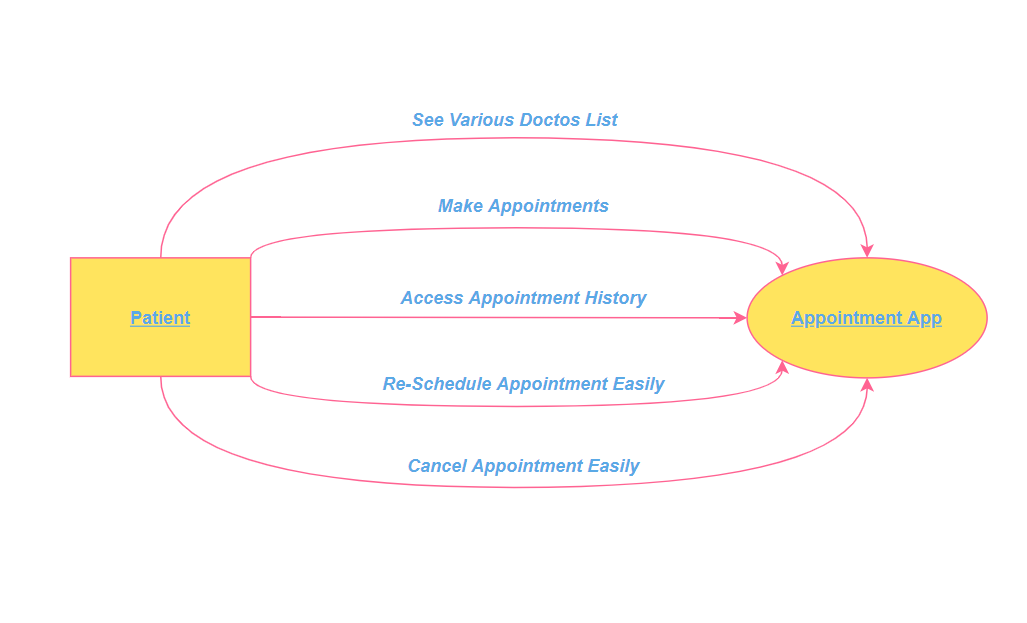 See Various Doctos List
Make Appointments
Access Appointment History
Patient
Appointment App
Re-Schedule Appointment Easily
Cancel Appointment Easily